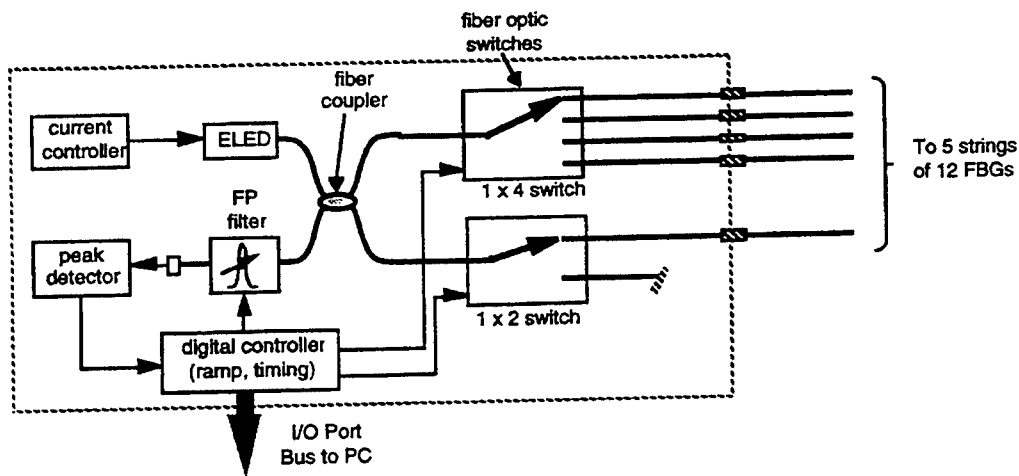 fiber optic
switches
fiber
coupler
current
controller
ELED
1 x 4 switch
To 5 strings
of 12 FBGs
FP
filter
peak
detector
1 x 2 switch
digital controller
(ramp, timing)
I/O Port
Bus to PC